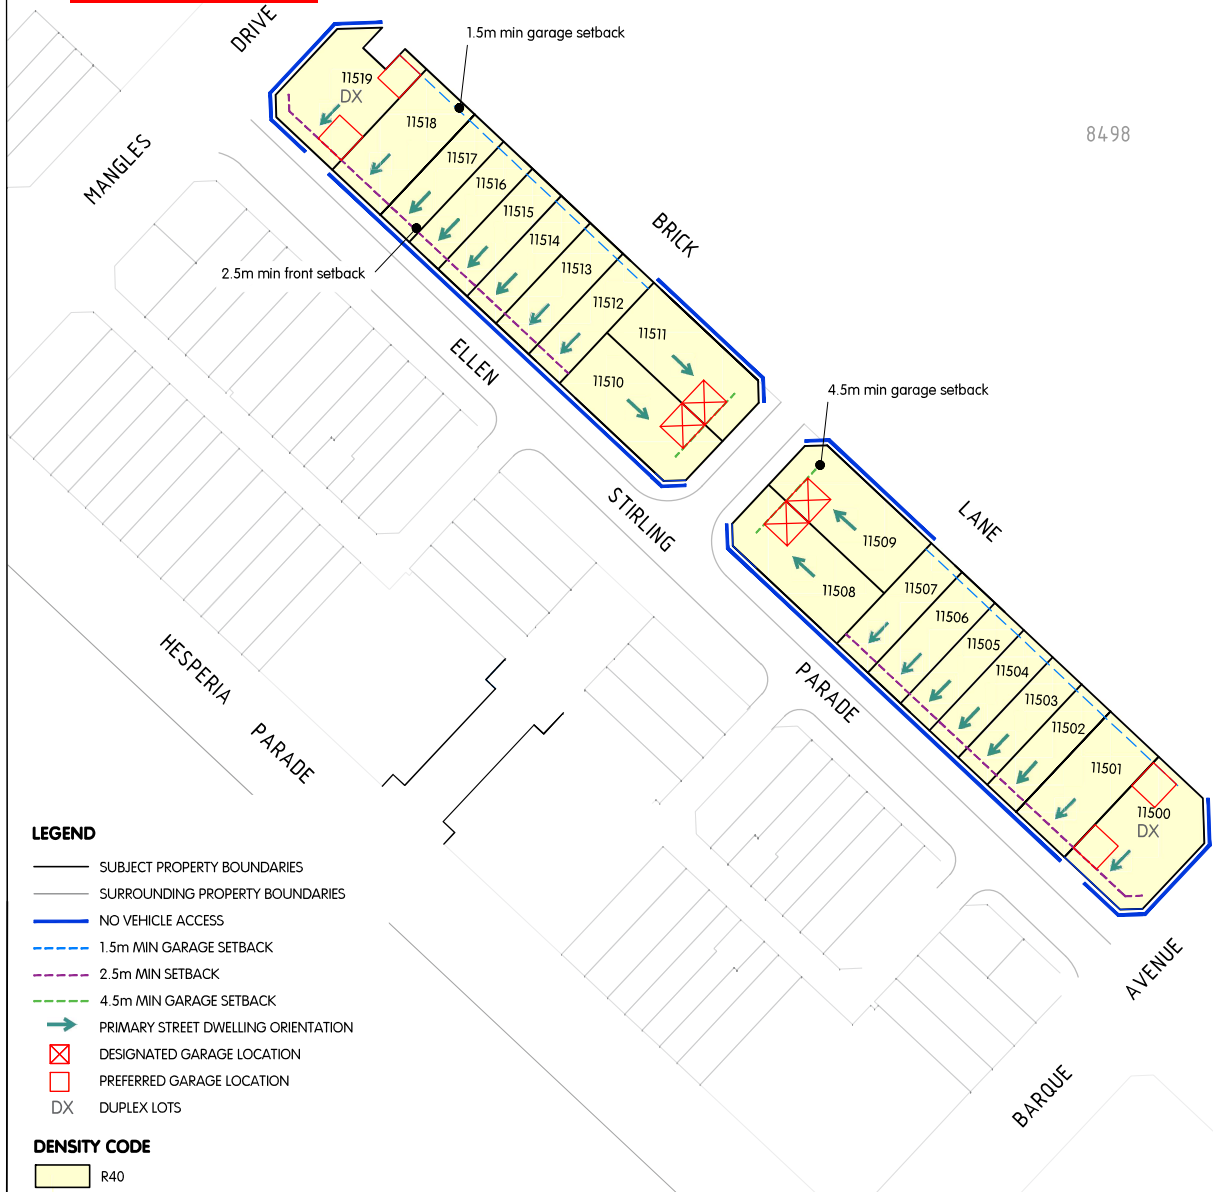 DRIVE
1.5m min garage setback
11519
DX
11518
8498
MANGLES
11517
11516
11515
11514
11513
11512
11511
11510
BRICK
2.5m min front setback
ELLEN
4.5m min garage setback
STIRLING
LANE
11509
11508
11507
11506
11505
11504
11503
11502
11501
11500
DX
HESPERIA
PARADE
PARADE
AVENUE
BARQUE
LEGEND
SUBJECT PROPERTY BOUNDARIES
SURROUNDING PROPERTY BOUNDARIES
NO VEHICLE ACCESS
1.5m MIN GARAGE SETBACK
2.5m MIN SETBACK
4.5m MIN GARAGE SETBACK
PRIMARY STREET DWELLING ORIENTATION
DESIGNATED GARAGE LOCATION
PREFERRED GARAGE LOCATION
DX DUPLEX LOTS
DENSITY CODE
R40